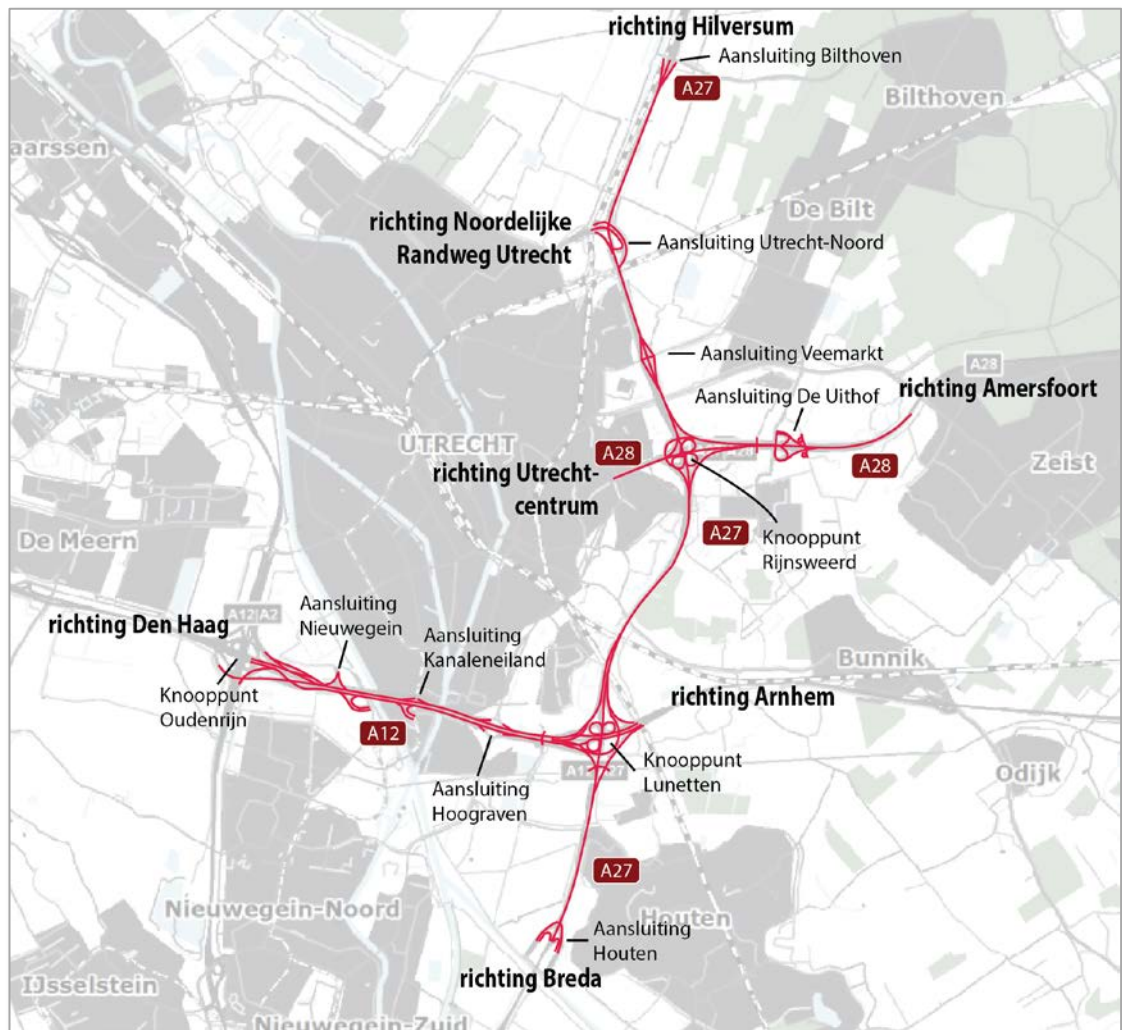 richting Hilversum
Aansluiting Bilthoven
A27
Bilthoven
aarssen
De Bilt
richting Noordelijke
Randweg Utrecht
Aansluiting Utrecht-Noord
Aansluiting Veemarkt
A28
richting Amersfoort
Aansluiting De Uithof
UTRECHT
A28
A28
richting Utrecht-
centrum
Zeist
A27
Knooppunt
Rijnsweerd
De Meern
A12|A2
Aansluiting
Nieuwegein
Aansluiting
Kanaleneiland
richting Den Haag
Bunnik
Knooppunt
Oudenrijn
richting Arnhem
A12
Knooppunt
Lunetten
Odijk
Aansluiting
Hoograven
A27
Nieuwegein-Noord
Houten
Aansluiting
Houten
richting Breda
IJsselstein
Nieuwegein-Zuid